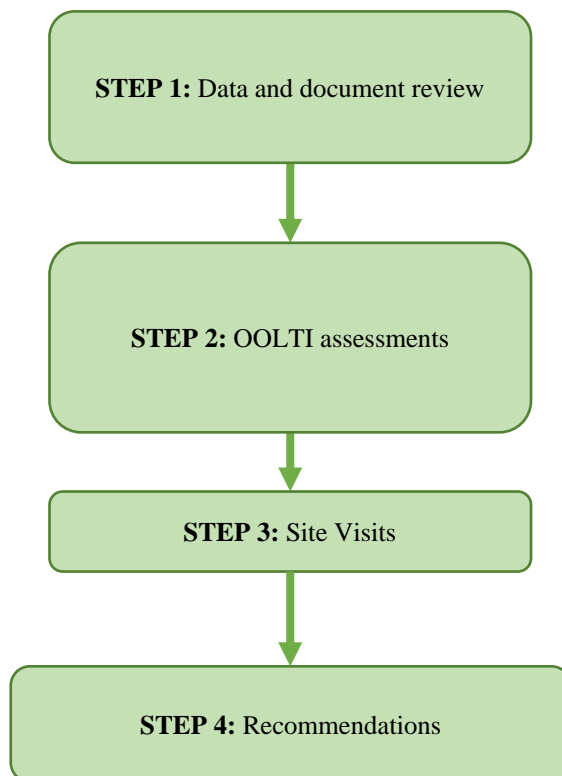 STEP 1: Data and document review
STEP 2: OOLTI assessments
STEP 3: Site Visits
STEP 4: Recommendations